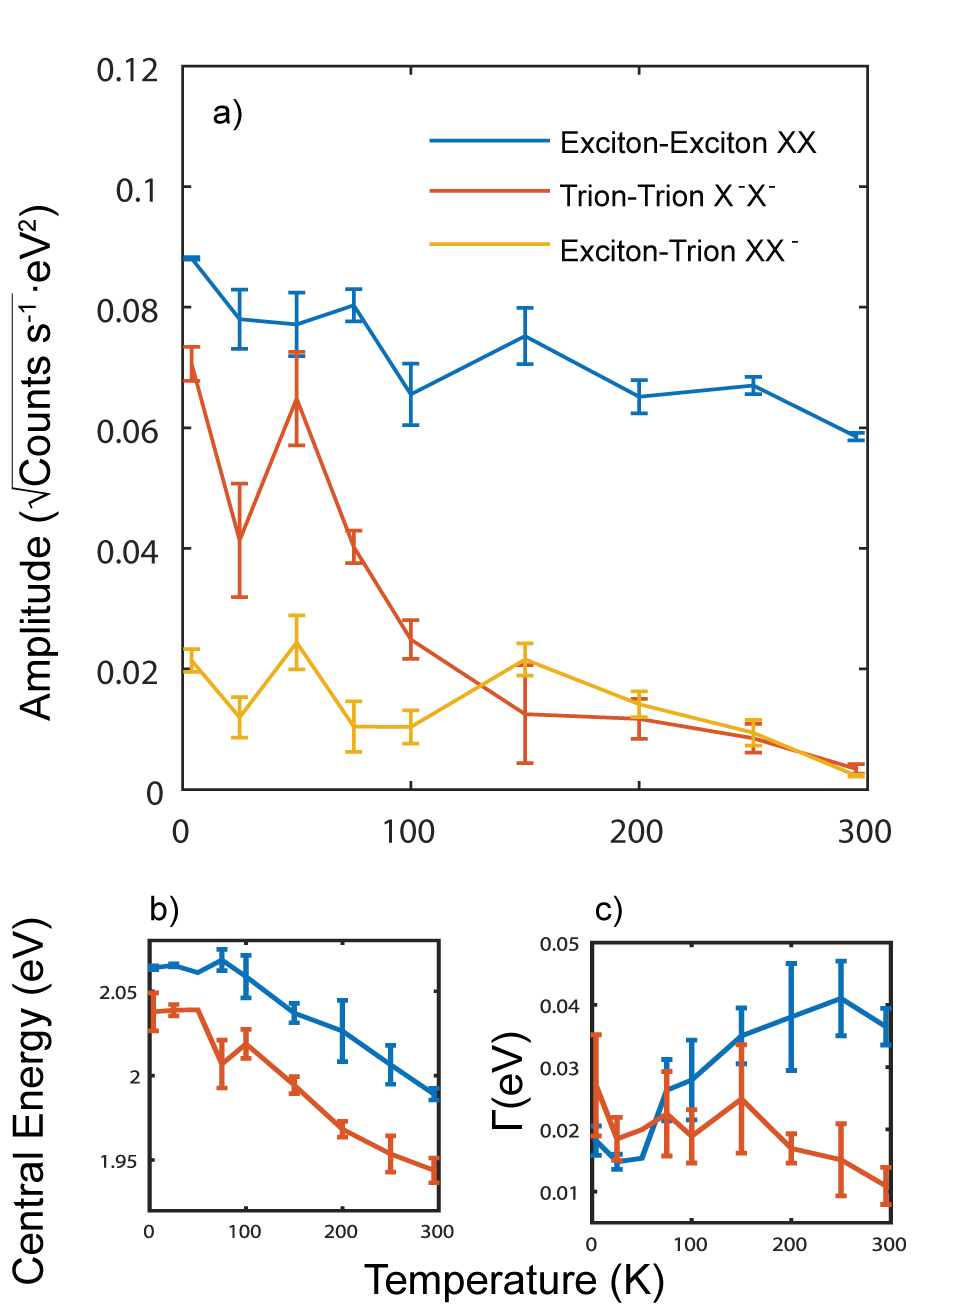 a)
Exciton-Exciton XX
Trion-Trion X⁻X⁻
Exciton-Trion XX⁻
Amplitude (√Counts s⁻¹·eV²)
0.12
0.1
0.08
0.06
0.04
0.02
0
0 100 200 300
b)
Central Energy (eV)
2.05
2
1.95
0 100 200 300
c)
Γ(eV)
0.05
0.04
0.03
0.02
0.01
0 100 200 300
Temperature (K)